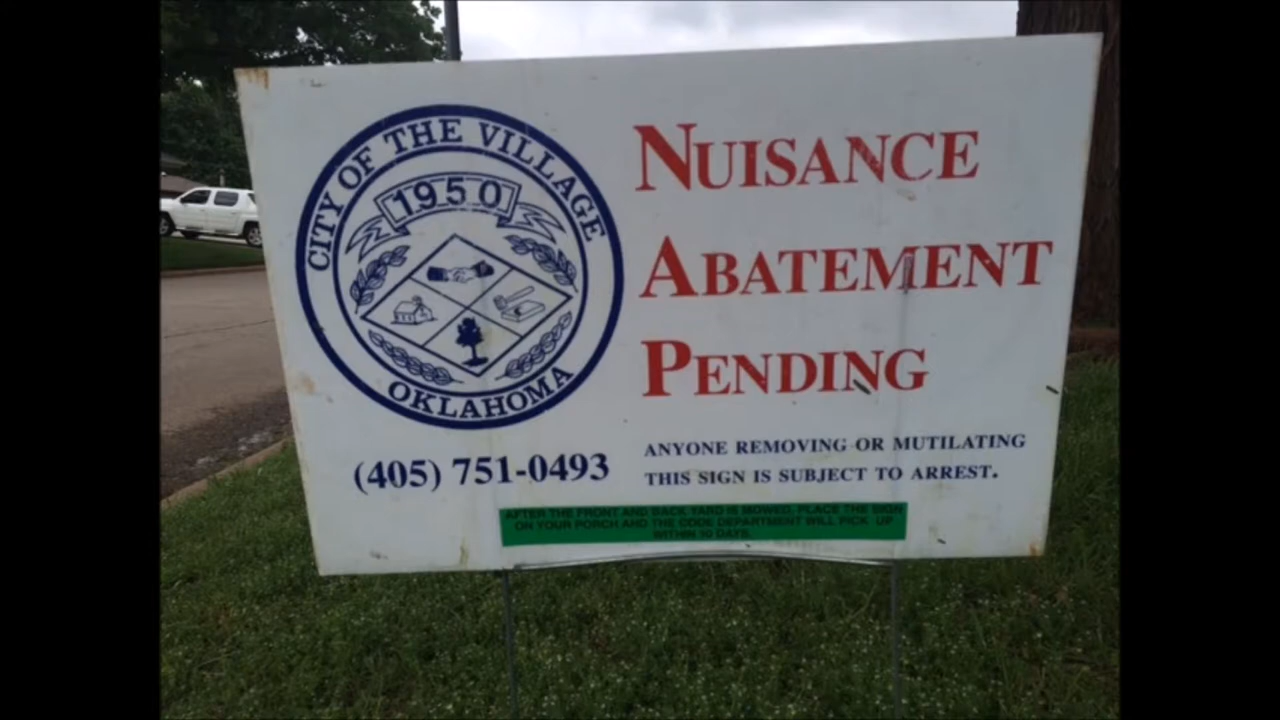 CITY OF THE VILLAGE
1950
OKLAHOMA
(405) 751-0493
NUISANCE
ABATEMENT
PENDING
ANYONE REMOVING OR MUTILATING
THIS SIGN IS SUBJECT TO ARREST.
AFTER THE FRONT AND BACK YARD IS MOWED, PLACE THE SIGN
ON YOUR PORCH AND THE CODE DEPARTMENT WILL PICK UP
WITHIN 10 DAYS.